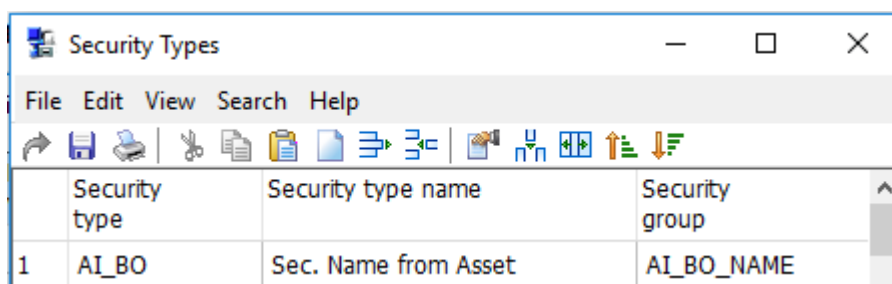 Security Types
File Edit View Search Help
Security type Security type name Security group
1 AI_BO Sec. Name from Asset AI_BO_NAME